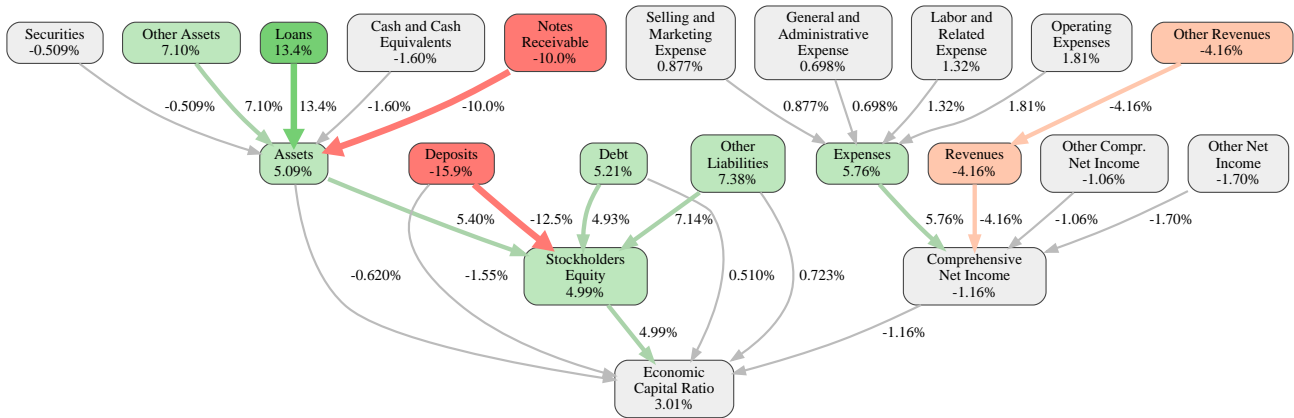 Securities
-0.509%
Other Assets
7.10%
Loans
13.4%
Cash and Cash
Equivalents
-1.60%
Notes
Receivable
-10.0%
Selling and
Marketing
Expense
0.877%
General and
Administrative
Expense
0.698%
Labor and
Related
Expense
1.32%
Operating
Expenses
1.81%
Other Revenues
-4.16%
-0.509%
7.10%
13.4%
-1.60%
-10.0%
0.877%
0.698%
1.32%
1.81%
-4.16%
Assets
5.09%
Deposits
-15.9%
Debt
5.21%
Other
Liabilities
7.38%
Expenses
5.76%
Revenues
-4.16%
Other Compr.
Net Income
-1.06%
Other Net
Income
-1.70%
5.40%
-12.5%
4.93%
7.14%
5.76%
-4.16%
-1.06%
-1.70%
-0.620%
-1.55%
Stockholders
Equity
4.99%
0.510%
0.723%
Comprehensive
Net Income
-1.16%
4.99%
-1.16%
Economic
Capital Ratio
3.01%